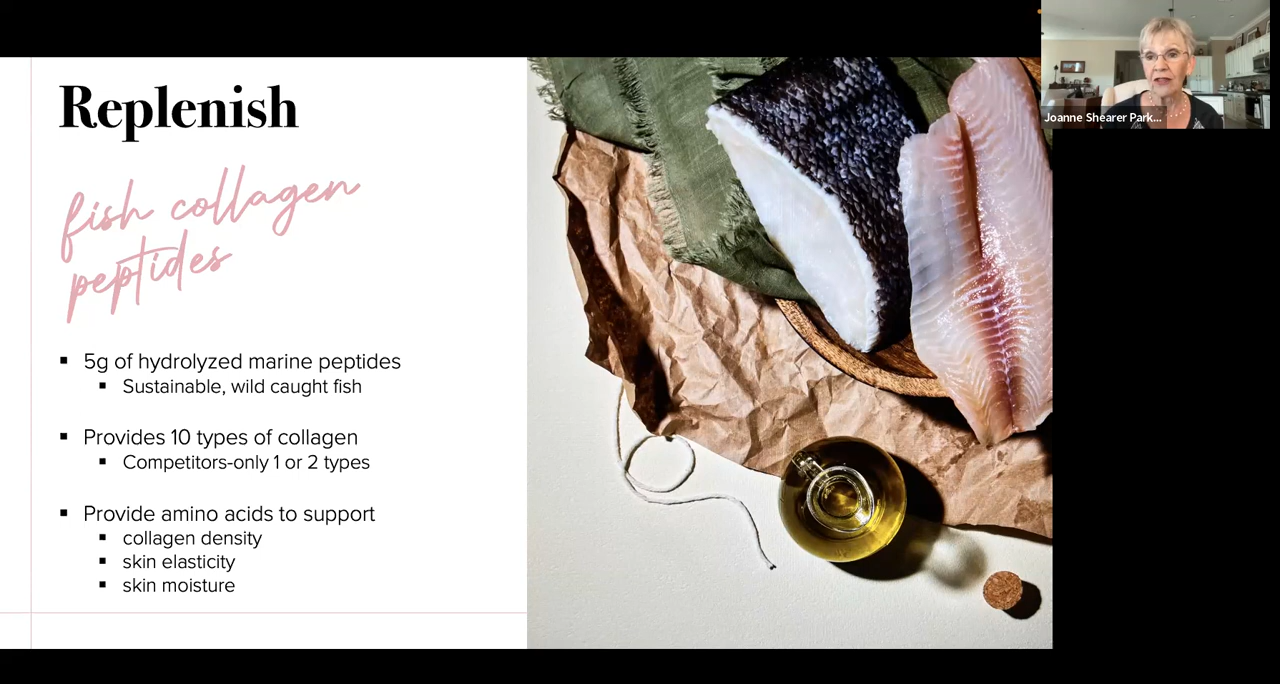 Replenish
fish collagen
peptides
▪ 5g of hydrolyzed marine peptides
▪ Sustainable, wild caught fish
▪ Provides 10 types of collagen
▪ Competitors-only 1 or 2 types
▪ Provide amino acids to support
▪ collagen density
▪ skin elasticity
▪ skin moisture
Joanne Shearer Park...